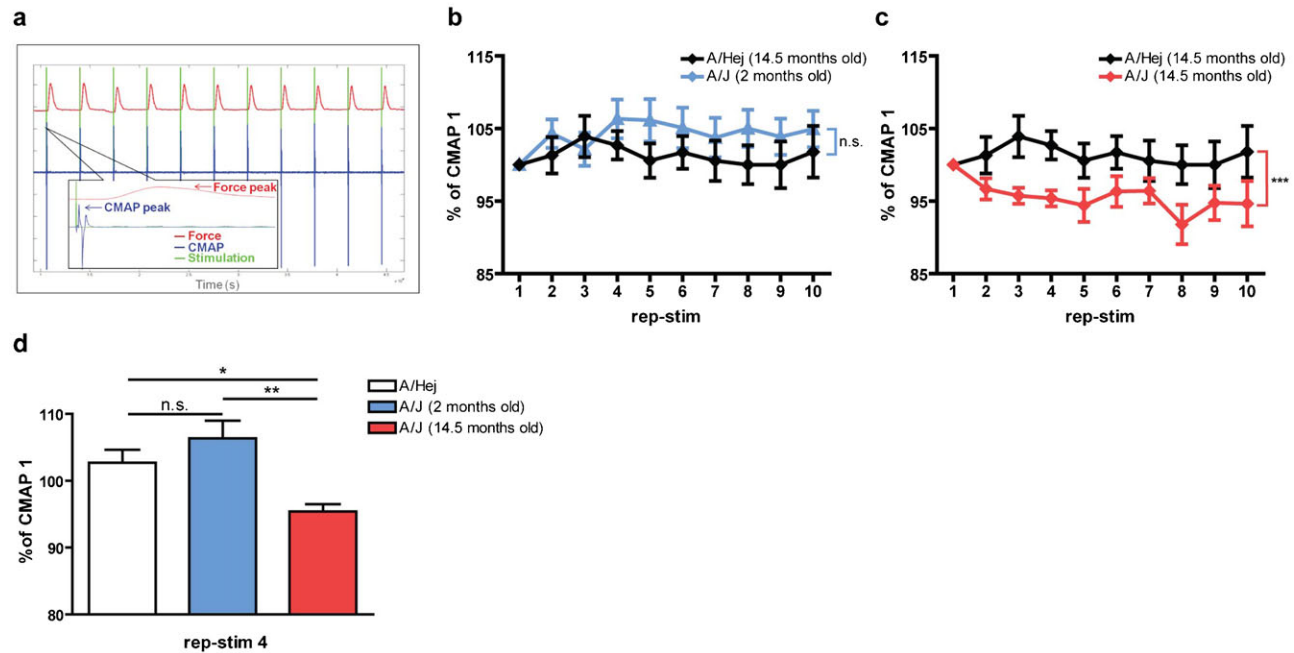 a
Force peak
CMAP peak
Force
CMAP
Stimulation
Time (s)
b
115
105
95
85
% of CMAP 1
A/Hej (14.5 months old)
A/J (2 months old)
n.s.
1 2 3 4 5 6 7 8 9 10
rep-stim
c
115
105
95
85
% of CMAP 1
A/Hej (14.5 months old)
A/J (14.5 months old)
***
1 2 3 4 5 6 7 8 9 10
rep-stim
d
*
**
n.s.
110
100
90
80
% of CMAP 1
rep-stim 4
A/Hej
A/J (2 months old)
A/J (14.5 months old)